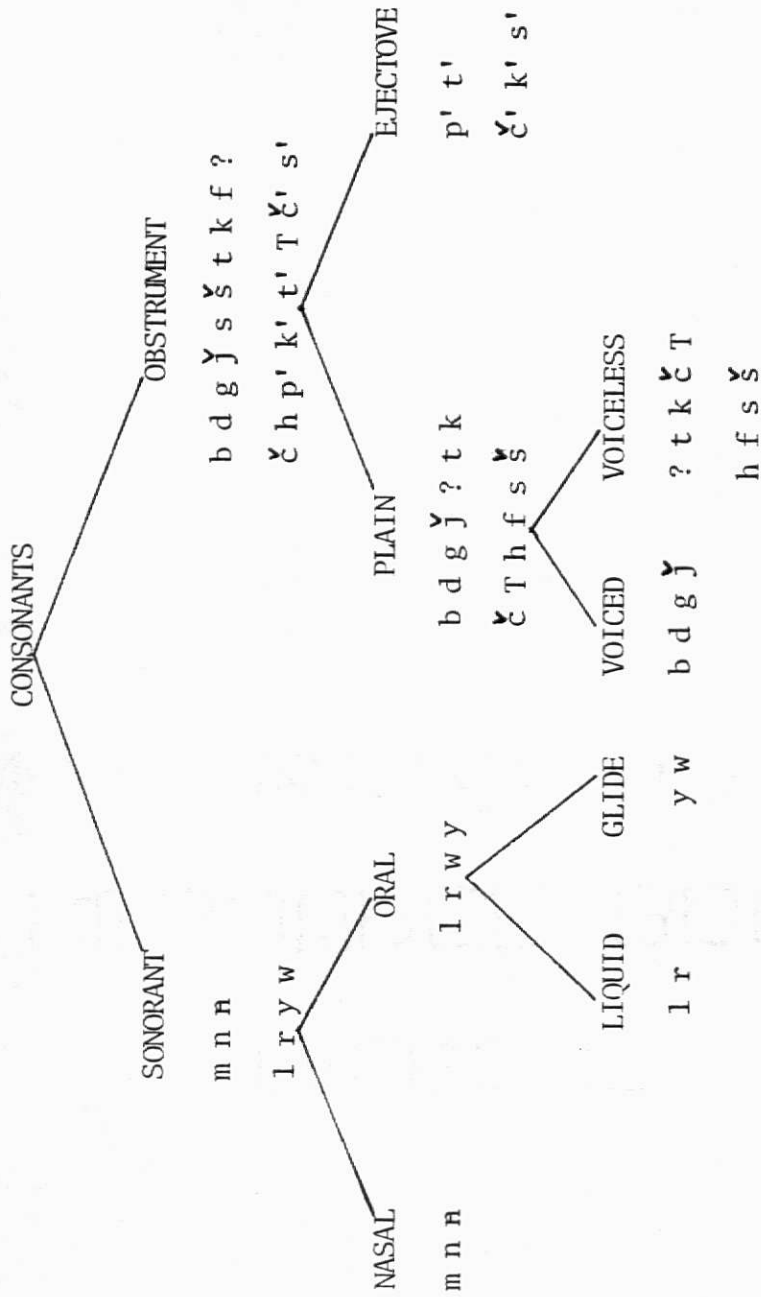 CONSONANTS
SONORANT
m n n
l r y w
OBSTRUMENT
b d g ǰ s š t k f ?
č h p' k' t' T č' s'
NASAL
m n n
ORAL
l r w y
PLAIN
b d g ǰ ? t k
č T h f s š
EJECTOVE
p' t'
č' k' s'
LIQUID
l r
GLIDE
y w
VOICED
b d g ǰ
VOICELESS
? t k č T
h f s š